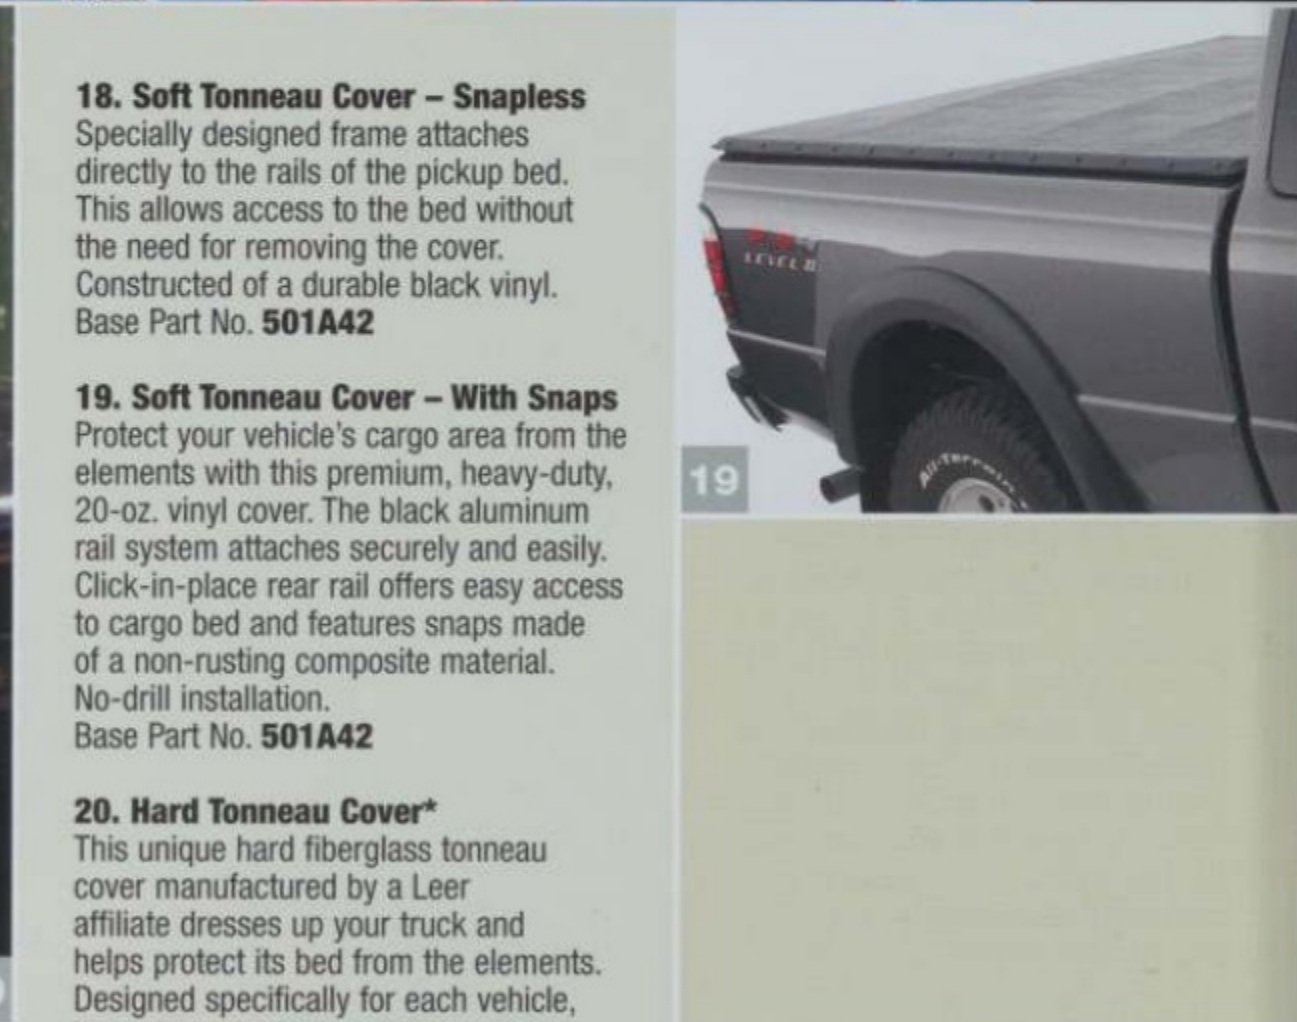 18. Soft Tonneau Cover – Snapless
Specially designed frame attaches
directly to the rails of the pickup bed.
This allows access to the bed without
the need for removing the cover.
Constructed of a durable black vinyl.
Base Part No. 501A42
19. Soft Tonneau Cover – With Snaps
Protect your vehicle's cargo area from the
elements with this premium, heavy-duty,
20-oz. vinyl cover. The black aluminum
rail system attaches securely and easily.
Click-in-place rear rail offers easy access
to cargo bed and features snaps made
of a non-rusting composite material.
No-drill installation.
Base Part No. 501A42
20. Hard Tonneau Cover*
This unique hard fiberglass tonneau
cover manufactured by a Leer
affiliate dresses up your truck and
helps protect its bed from the elements.
Designed specifically for each vehicle,
LEVEL II
All-Terrain
19